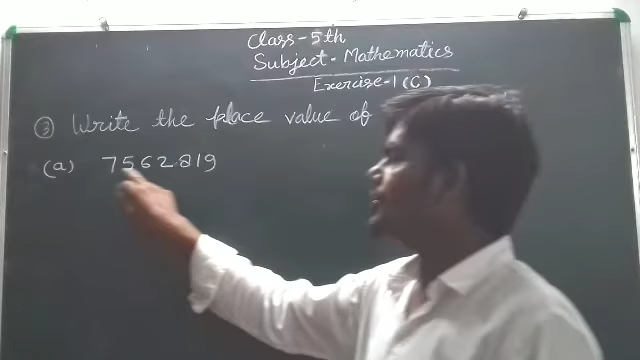 Class-5th
Subject-Mathematics
Exercise-1(C)
③ Write the place value of
(a) 7562819